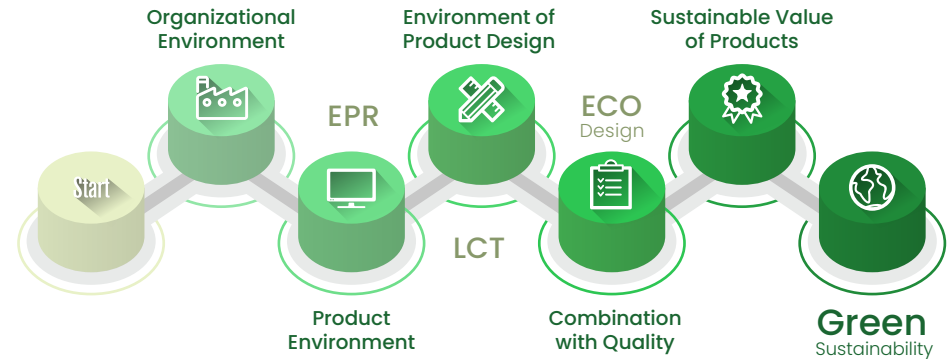 Organizational
Environment
Environment of
Product Design
Sustainable Value
of Products
EPR
ECO
Design
Start
LCT
Product
Environment
Combination
with Quality
Green
Sustainability